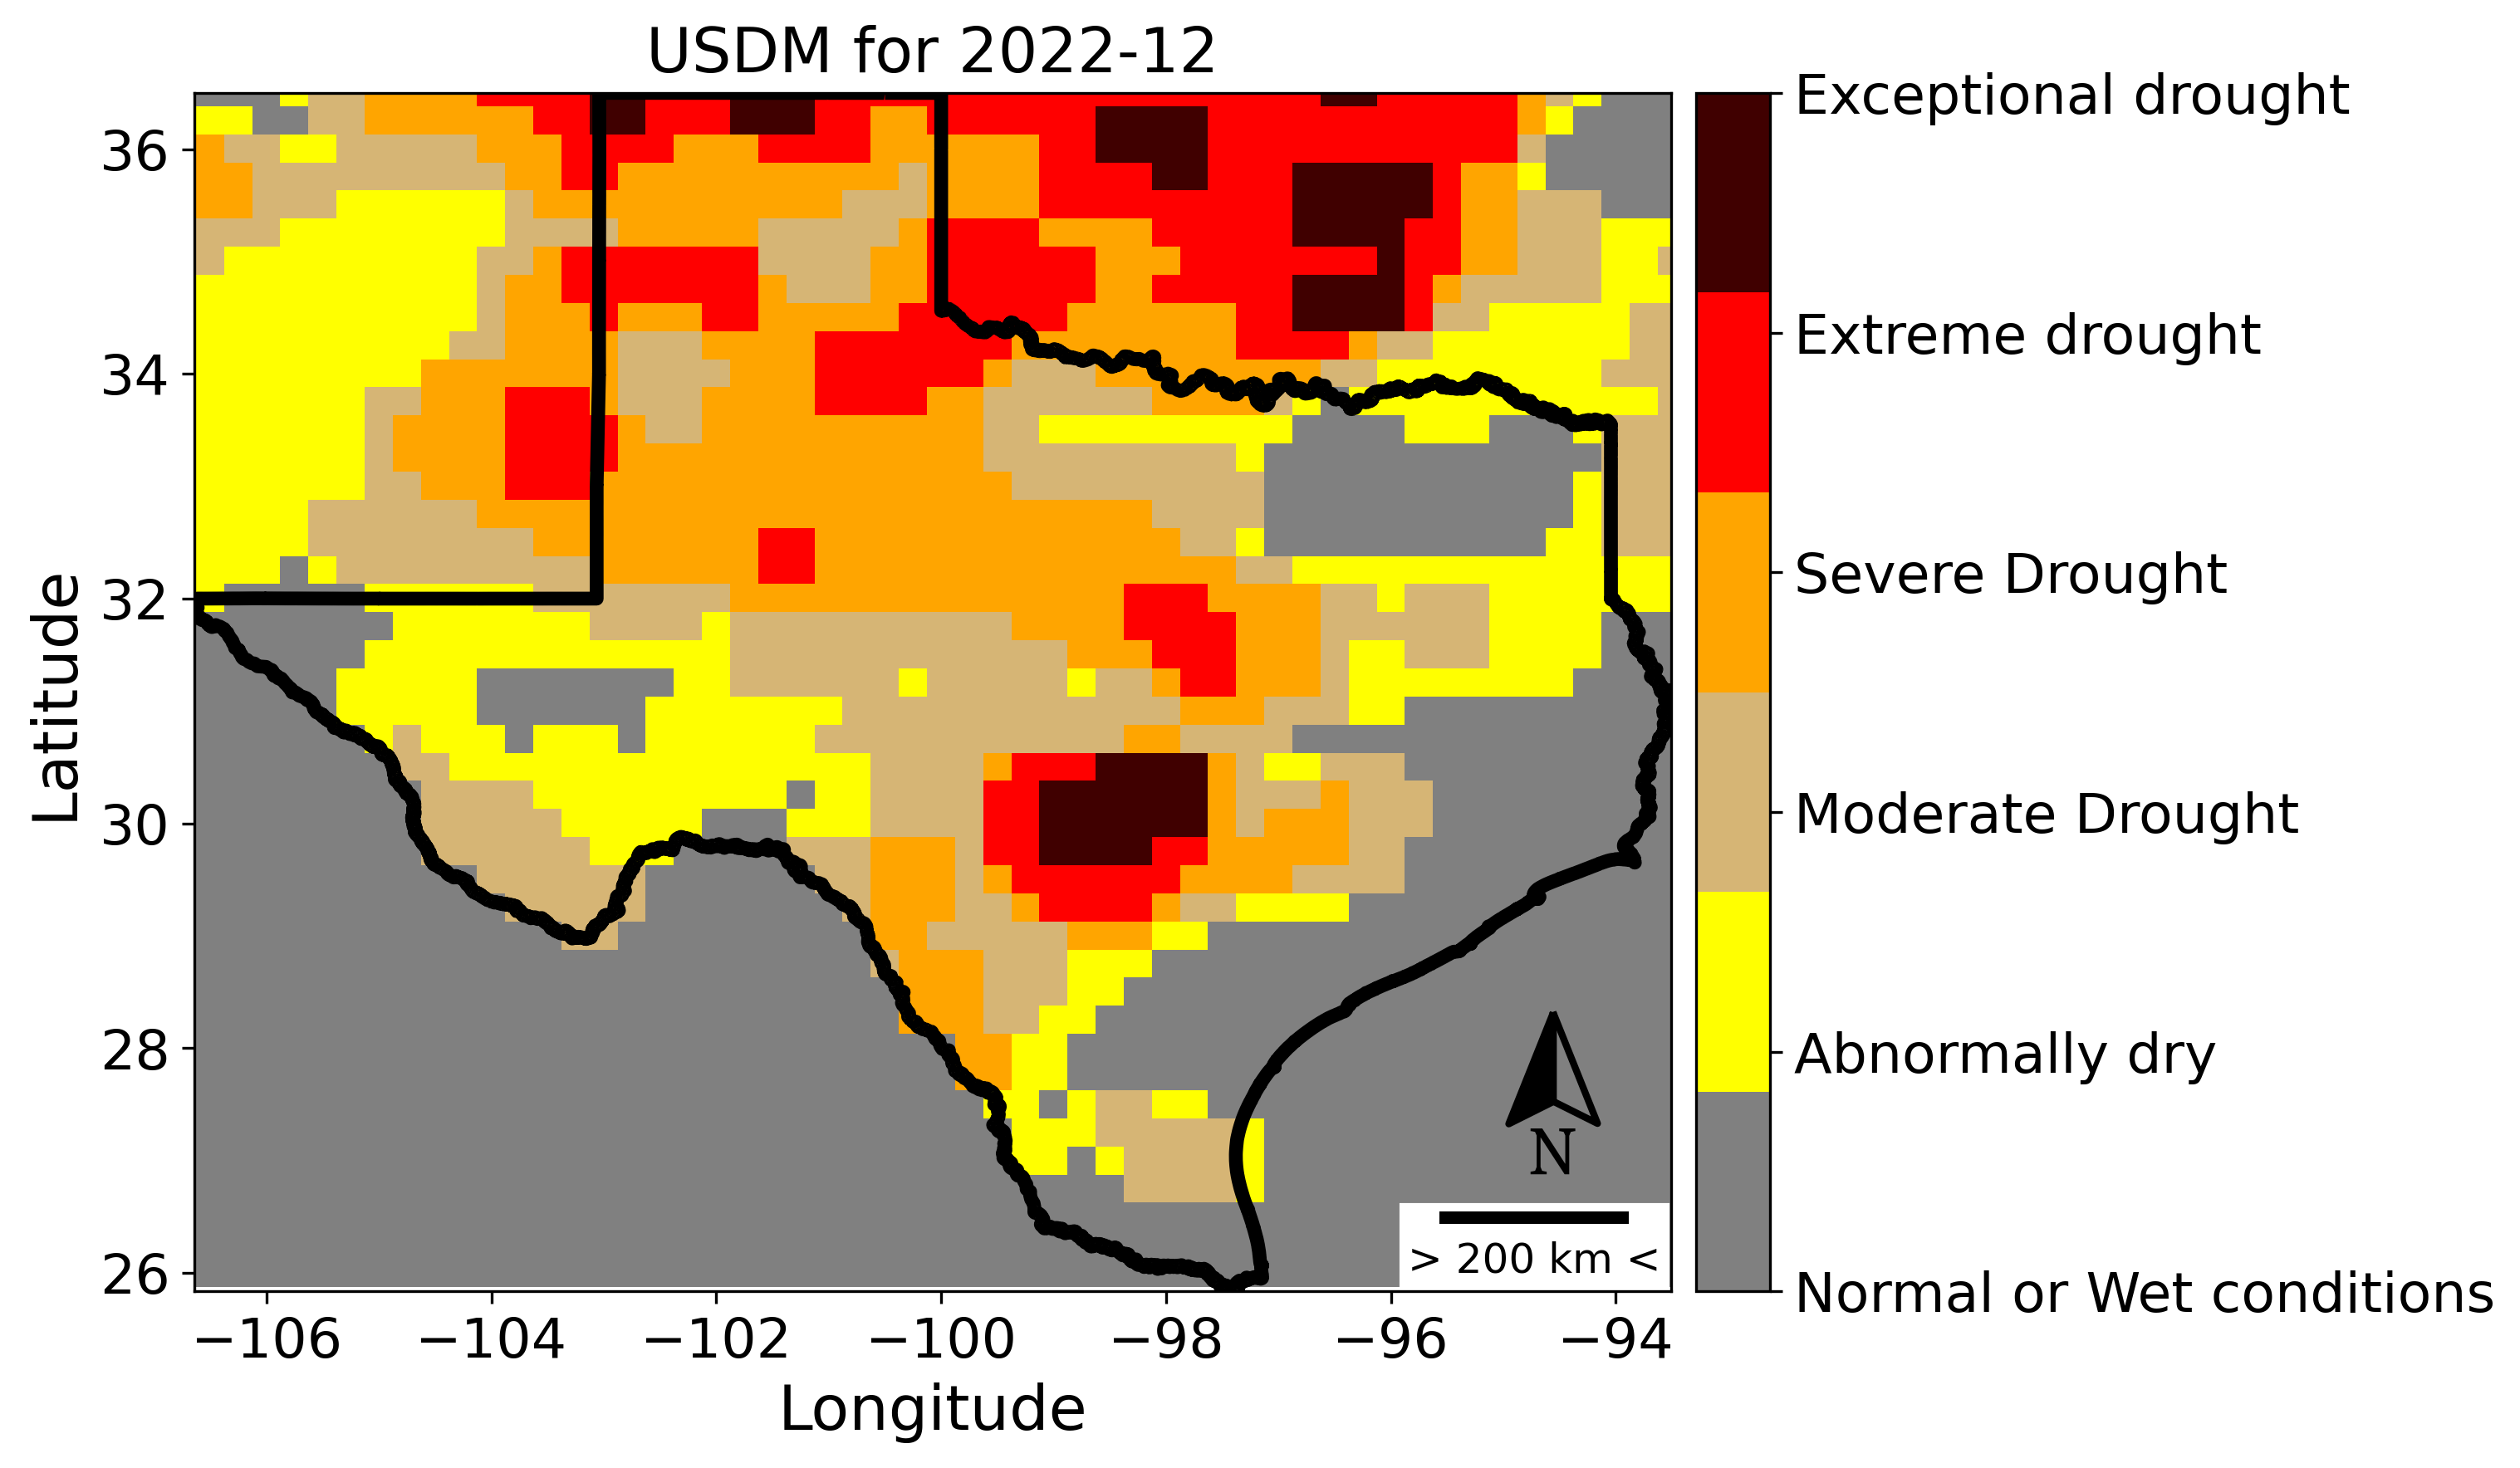 USDM for 2022-12
Exceptional drought
36
Extreme drought
34
Severe Drought
32
Latitude
Moderate Drought
30
Abnormally dry
28
N
> 200 km <
26
Normal or Wet conditions
−106 −104 −102 −100 −98 −96 −94
Longitude